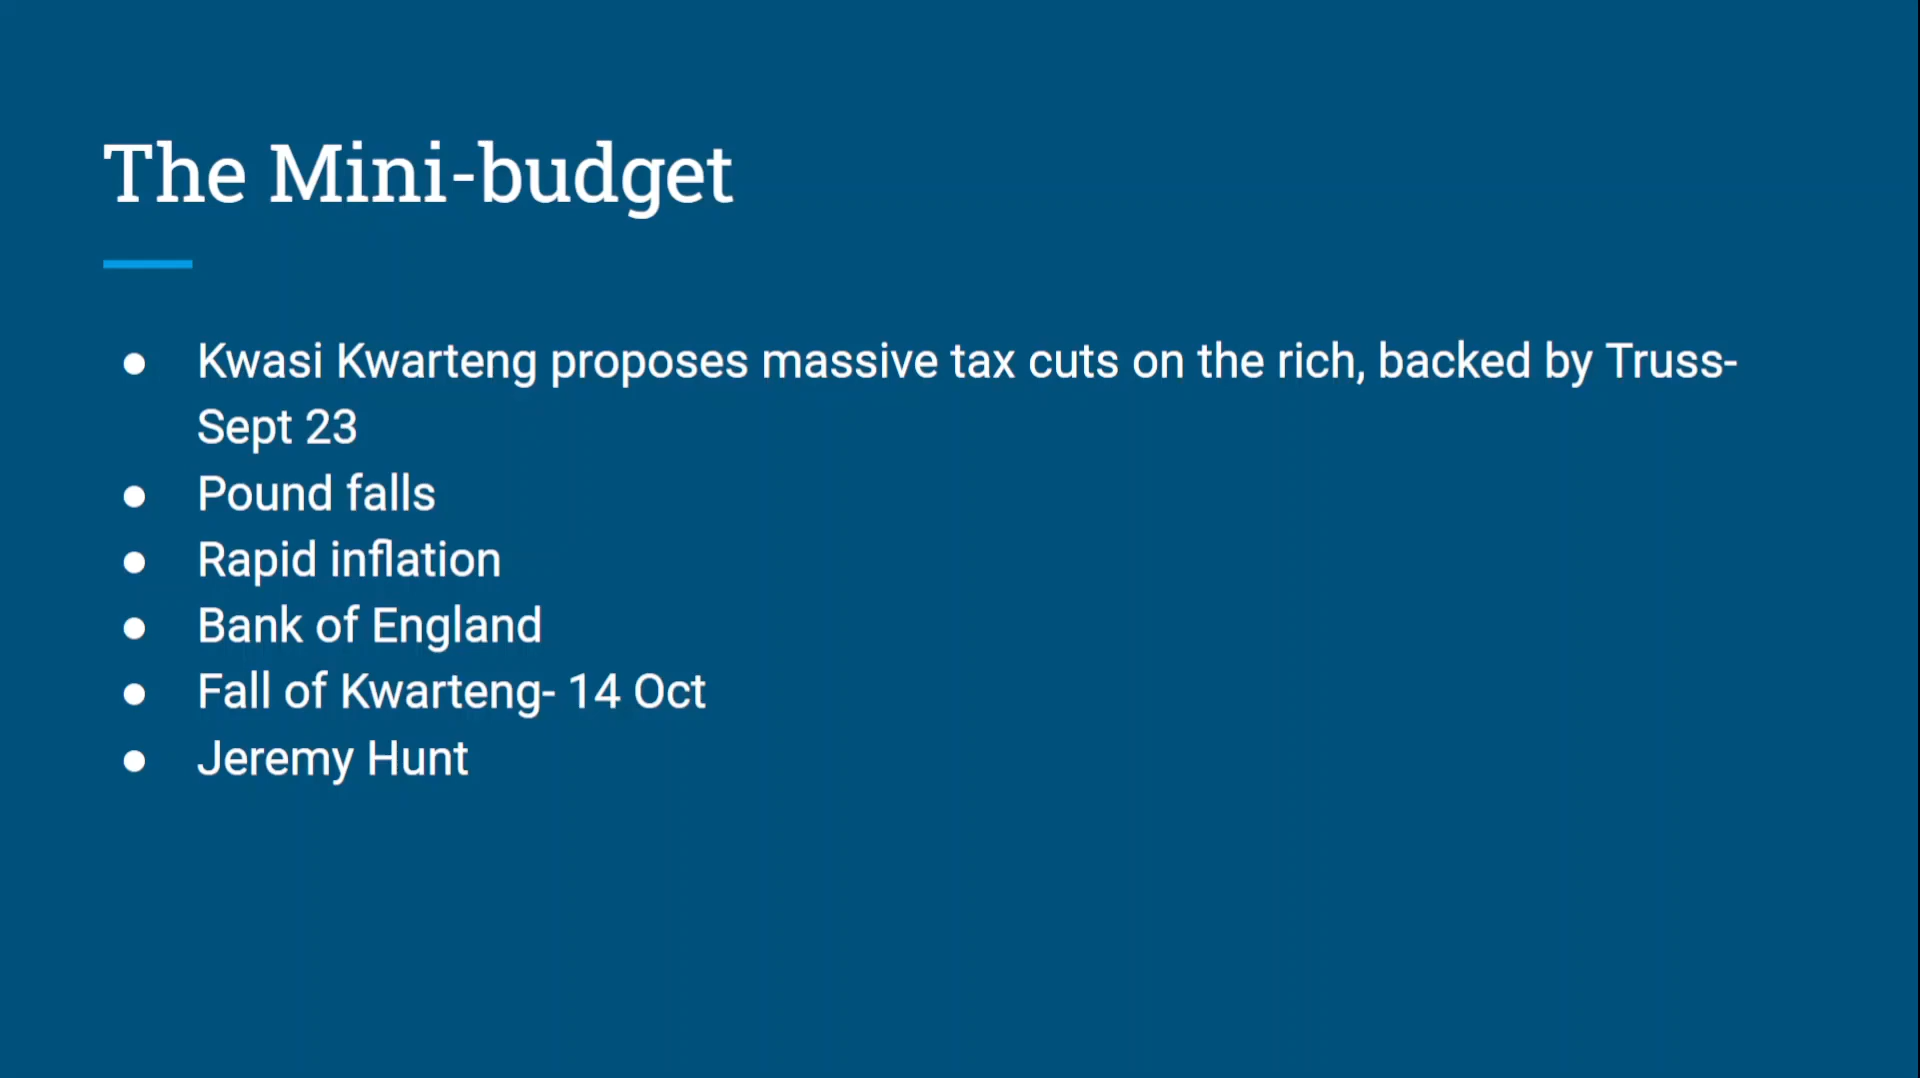 The Mini-budget
● Kwasi Kwarteng proposes massive tax cuts on the rich, backed by Truss-
Sept 23
● Pound falls
● Rapid inflation
● Bank of England
● Fall of Kwarteng- 14 Oct
● Jeremy Hunt